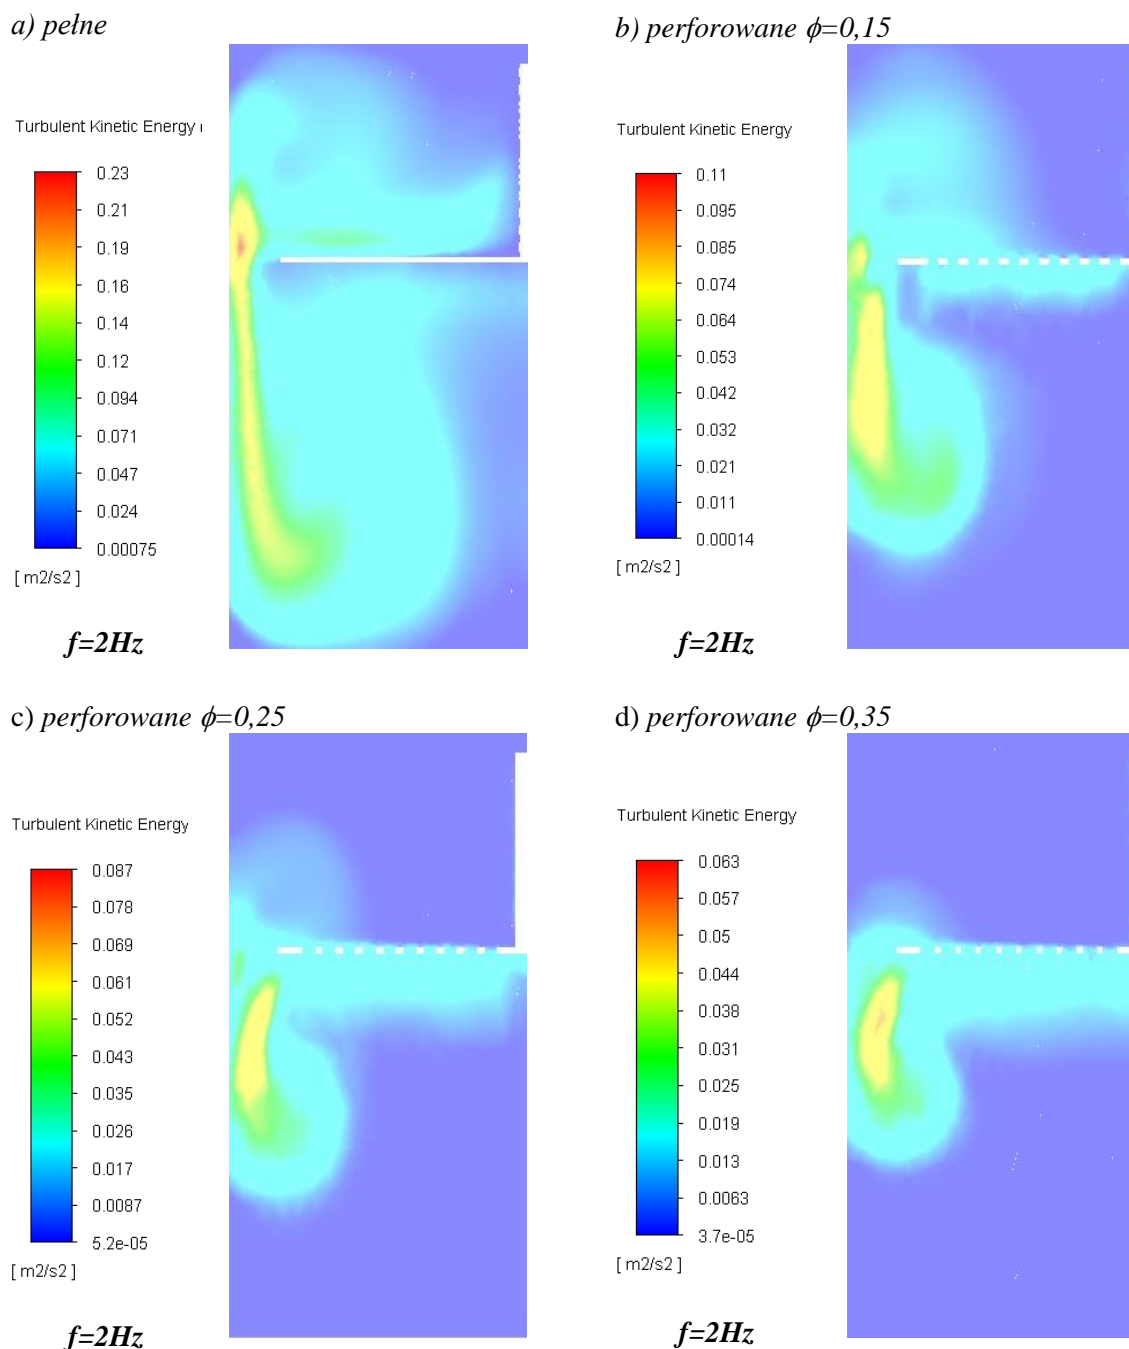 a) pełne
Turbulent Kinetic Energy
0.23
0.21
0.19
0.16
0.14
0.12
0.094
0.071
0.047
0.024
0.00075
[ m2/s2 ]
f=2Hz
b) perforowane ϕ=0,15
Turbulent Kinetic Energy
0.11
0.095
0.085
0.074
0.064
0.053
0.042
0.032
0.021
0.011
0.00014
[ m2/s2 ]
f=2Hz
c) perforowane ϕ=0,25
Turbulent Kinetic Energy
0.087
0.078
0.069
0.061
0.052
0.043
0.035
0.026
0.017
0.0087
5.2e-05
[ m2/s2 ]
f=2Hz
d) perforowane ϕ=0,35
Turbulent Kinetic Energy
0.063
0.057
0.05
0.044
0.038
0.031
0.025
0.019
0.013
0.0063
3.7e-05
[ m2/s2 ]
f=2Hz